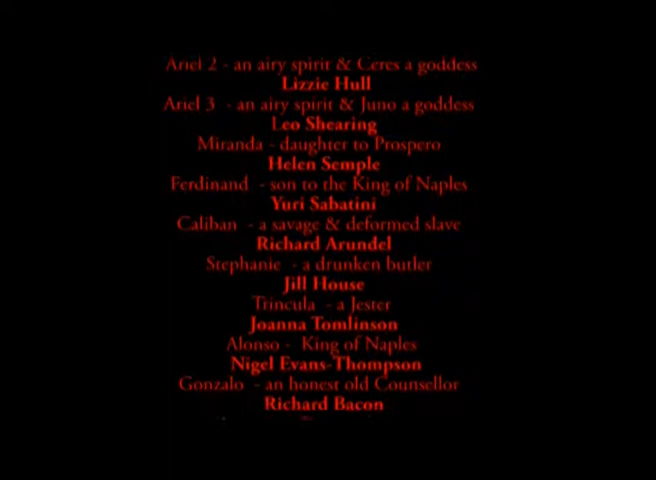 Ariel 2 - an airy spirit & Ceres a goddess
Lizzie Hull
Ariel 3 - an airy spirit & Juno a goddess
Leo Shearing
Miranda - daughter to Prospero
Helen Semple
Ferdinand - son to the King of Naples
Yuri Sabatini
Caliban - a savage & deformed slave
Richard Arundel
Stephanie - a drunken butler
Jill House
Trincula - a Jester
Joanna Tomlinson
Alonso - King of Naples
Nigel Evans-Thompson
Gonzalo - an honest old Counsellor
Richard Bacon